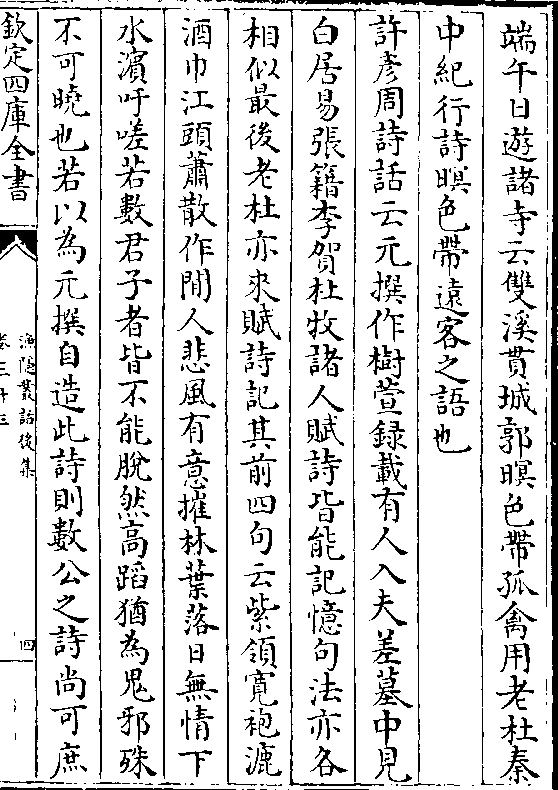 端午日遊諸寺云雙溪貫城郭暝色帶孤禽用老杜秦
中紀行詩暝色帶遠客之語也
許彦周詩話云元撰作樹萱錄載有人入夫差墓中見
白居易張籍李賀杜牧諸人賦詩皆能記憶句法亦各
相似最後老杜亦來賦詩記其前四句云紫領寛袍漉
酒巾江頭蕭散作閒人悲風有意摧林葉落日無情下
水濱吁嗟若數君子者皆不能脫然高蹈猶為鬼邪殊
不可曉也若以為元撰自造此詩則數公之詩尚可庶
欽定四庫全書
漁隱叢話後集
卷三十三
四